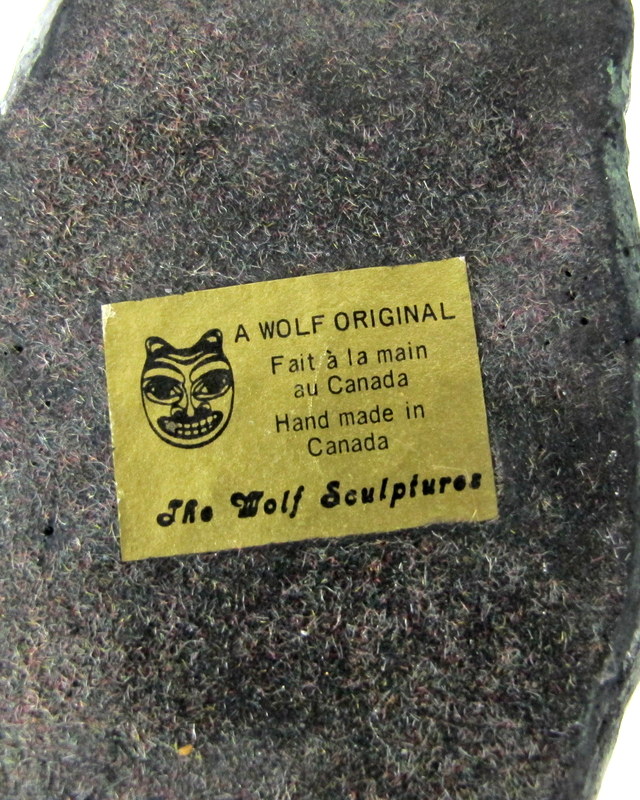 A WOLF ORIGINAL
Fait à la main
au Canada
Hand made in
Canada
The Wolf Sculptures